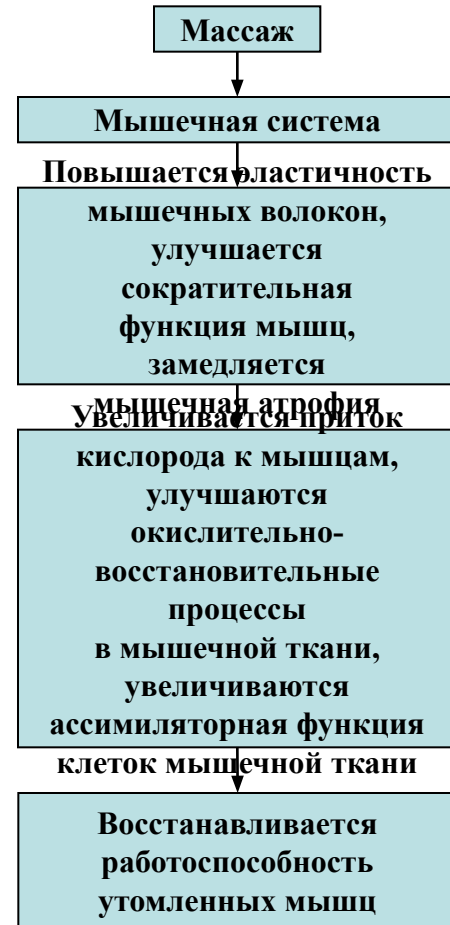 Массаж
Мышечная система
Повышается эластичность
мышечных волокон,
улучшается
сократительная
функция мышц,
замедляется
мышечная атрофия
Увеличивается приток
кислорода к мышцам,
улучшаются
окислительно-
восстановительные
процессы
в мышечной ткани,
увеличиваются
ассимиляторная функция
клеток мышечной ткани
Восстанавливается
работоспособность
утомленных мышц